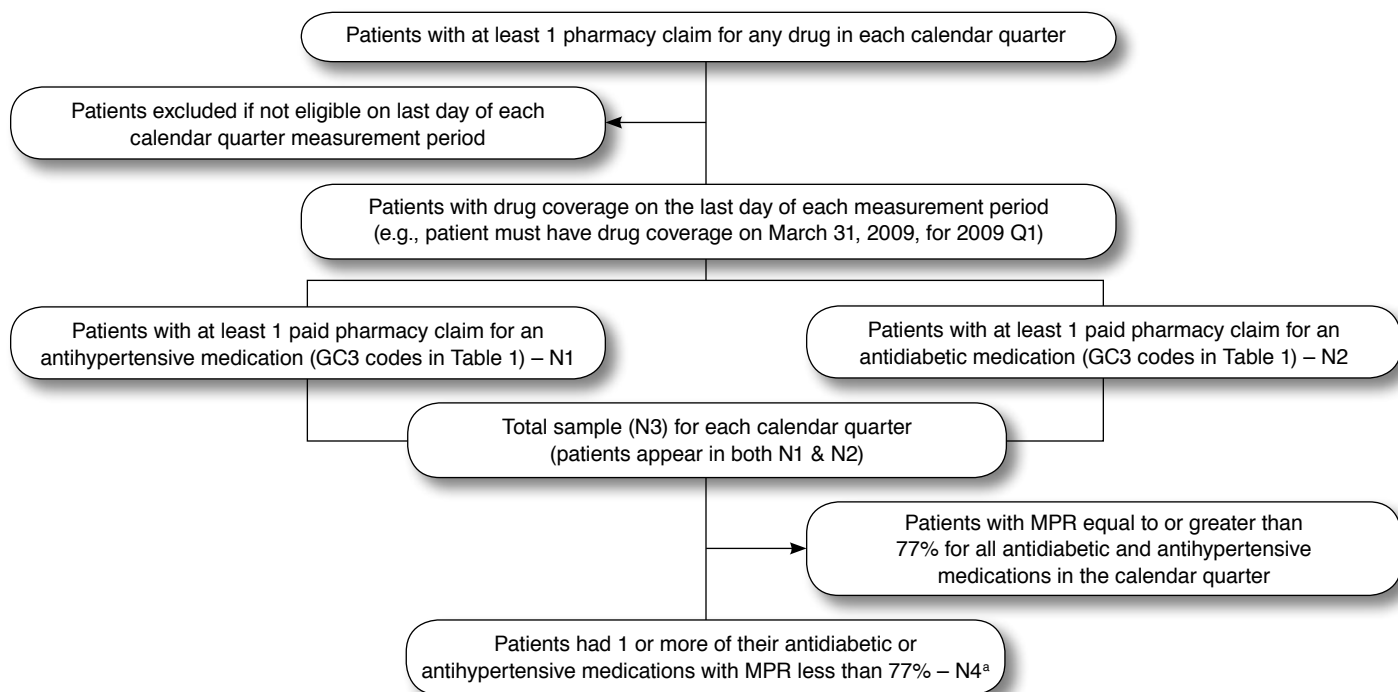 Patients with at least 1 pharmacy claim for any drug in each calendar quarter
Patients excluded if not eligible on last day of each
calendar quarter measurement period
Patients with drug coverage on the last day of each measurement period
(e.g., patient must have drug coverage on March 31, 2009, for 2009 Q1)
Patients with at least 1 paid pharmacy claim for an
antihypertensive medication (GC3 codes in Table 1) – N1
Patients with at least 1 paid pharmacy claim for an
antidiabetic medication (GC3 codes in Table 1) – N2
Total sample (N3) for each calendar quarter
(patients appear in both N1 & N2)
Patients with MPR equal to or greater than
77% for all antidiabetic and antihypertensive
medications in the calendar quarter
Patients had 1 or more of their antidiabetic or
antihypertensive medications with MPR less than 77% – N4ᵃ